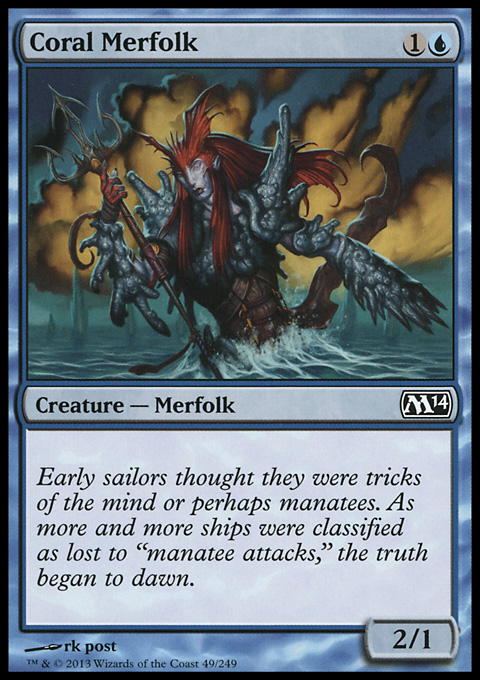 Coral Merfolk 1
Creature — Merfolk M14
Early sailors thought they were tricks
of the mind or perhaps manatees. As
more and more ships were classified
as lost to “manatee attacks,” the truth
began to dawn.
rk post
2/1
™ & © 2013 Wizards of the Coast 49/249